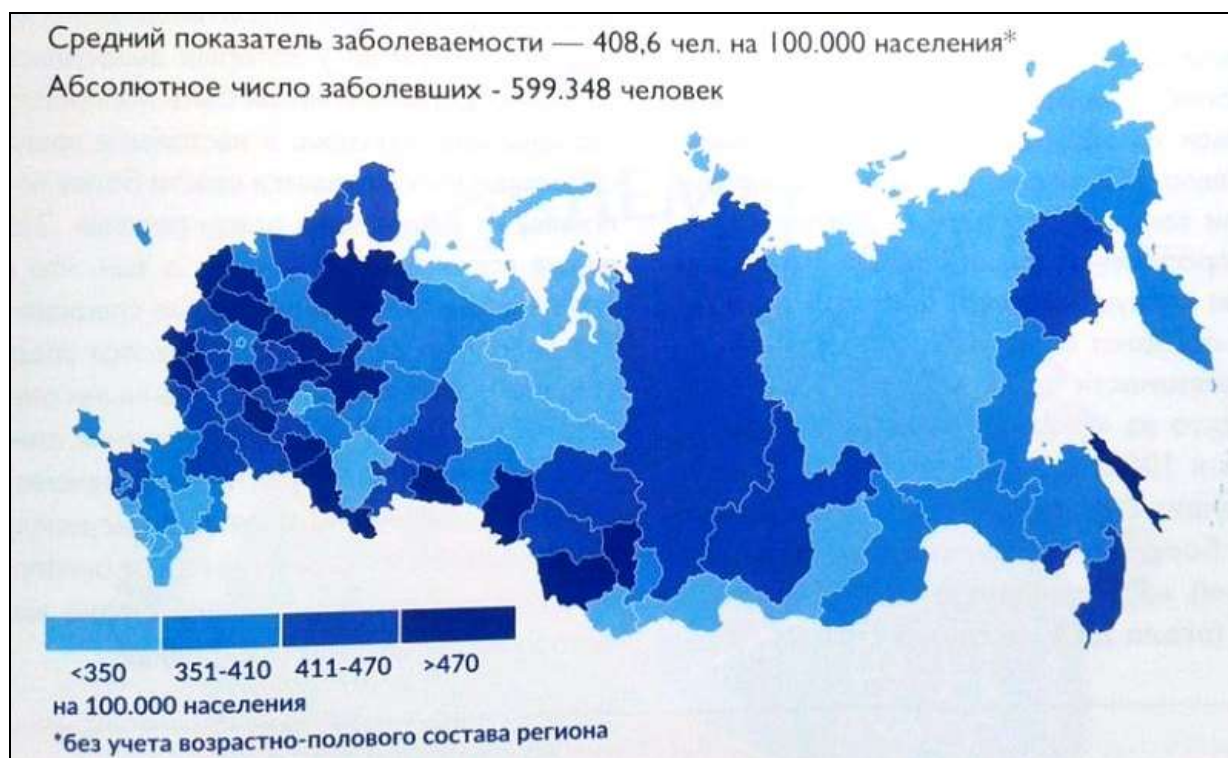 Средний показатель заболеваемости — 408,6 чел. на 100.000 населения*
Абсолютное число заболевших - 599.348 человек
<350 351-410 411-470 >470
на 100.000 населения
*без учета возрастно-полового состава региона